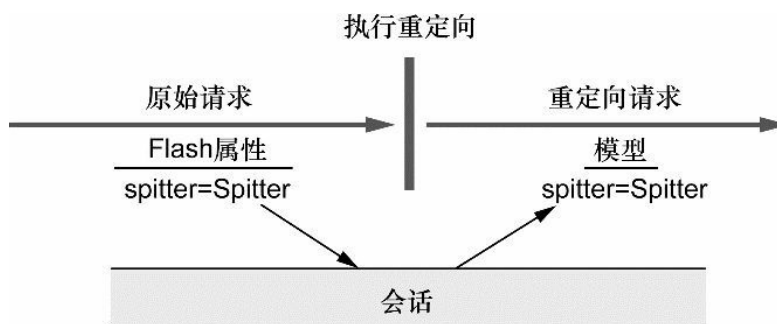 执行重定向
原始请求
重定向请求
Flash属性
模型
spitter=Spitter
spitter=Spitter
会话